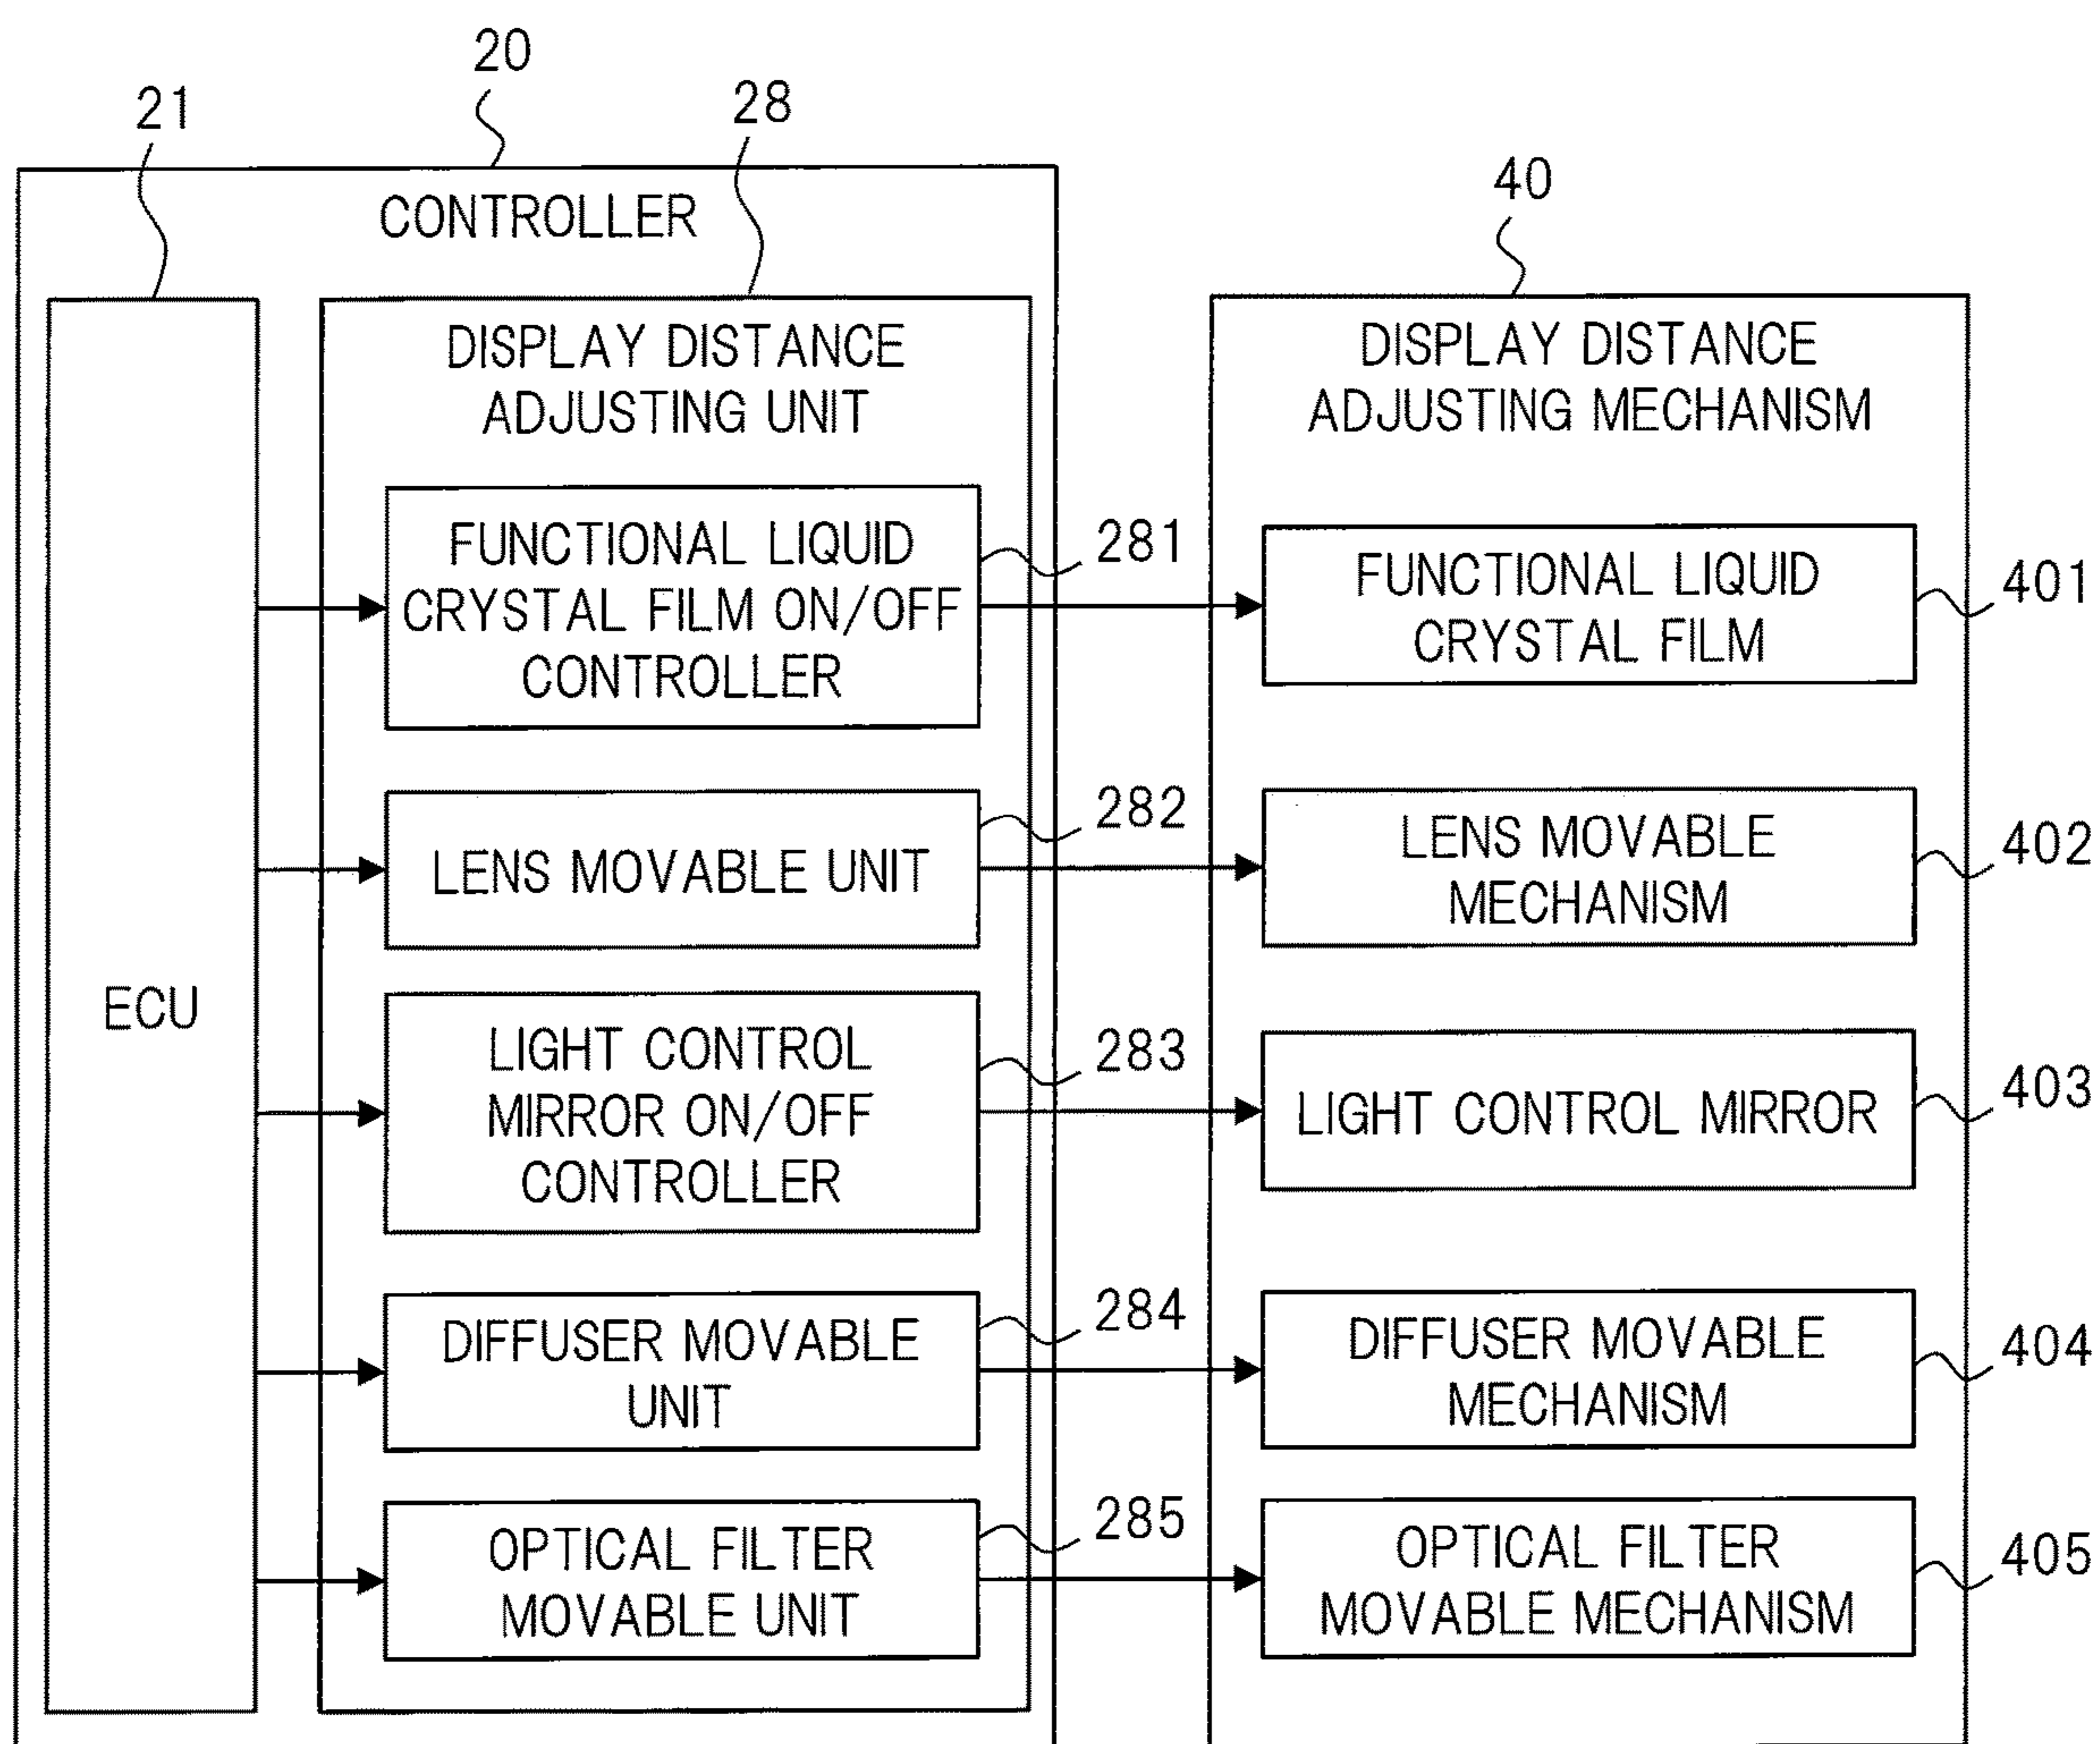 20
21
28
40
CONTROLLER
DISPLAY DISTANCE
ADJUSTING UNIT
DISPLAY DISTANCE
ADJUSTING MECHANISM
ECU
FUNCTIONAL LIQUID
CRYSTAL FILM ON/OFF
CONTROLLER
281
FUNCTIONAL LIQUID
CRYSTAL FILM
401
LENS MOVABLE UNIT
282
LENS MOVABLE
MECHANISM
402
LIGHT CONTROL
MIRROR ON/OFF
CONTROLLER
283
LIGHT CONTROL MIRROR
403
DIFFUSER MOVABLE
UNIT
284
DIFFUSER MOVABLE
MECHANISM
404
OPTICAL FILTER
MOVABLE UNIT
285
OPTICAL FILTER
MOVABLE MECHANISM
405